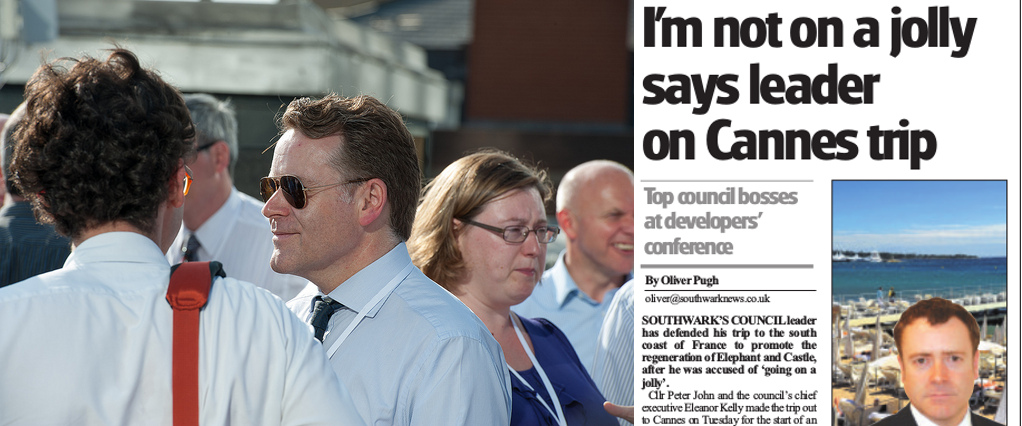 I'm not on a jolly
says leader
on Cannes trip
Top council bosses
at developers'
conference
By Oliver Pugh
oliver@southwarknews.co.uk
SOUTHWARK'S COUNCIL leader
has defended his trip to the south
coast of France to promote the
regeneration of Elephant and Castle,
after he was accused of 'going on a
jolly'.
Cllr Peter John and the council's chief
executive Eleanor Kelly made the trip out
to Cannes on Tuesday for the start of an